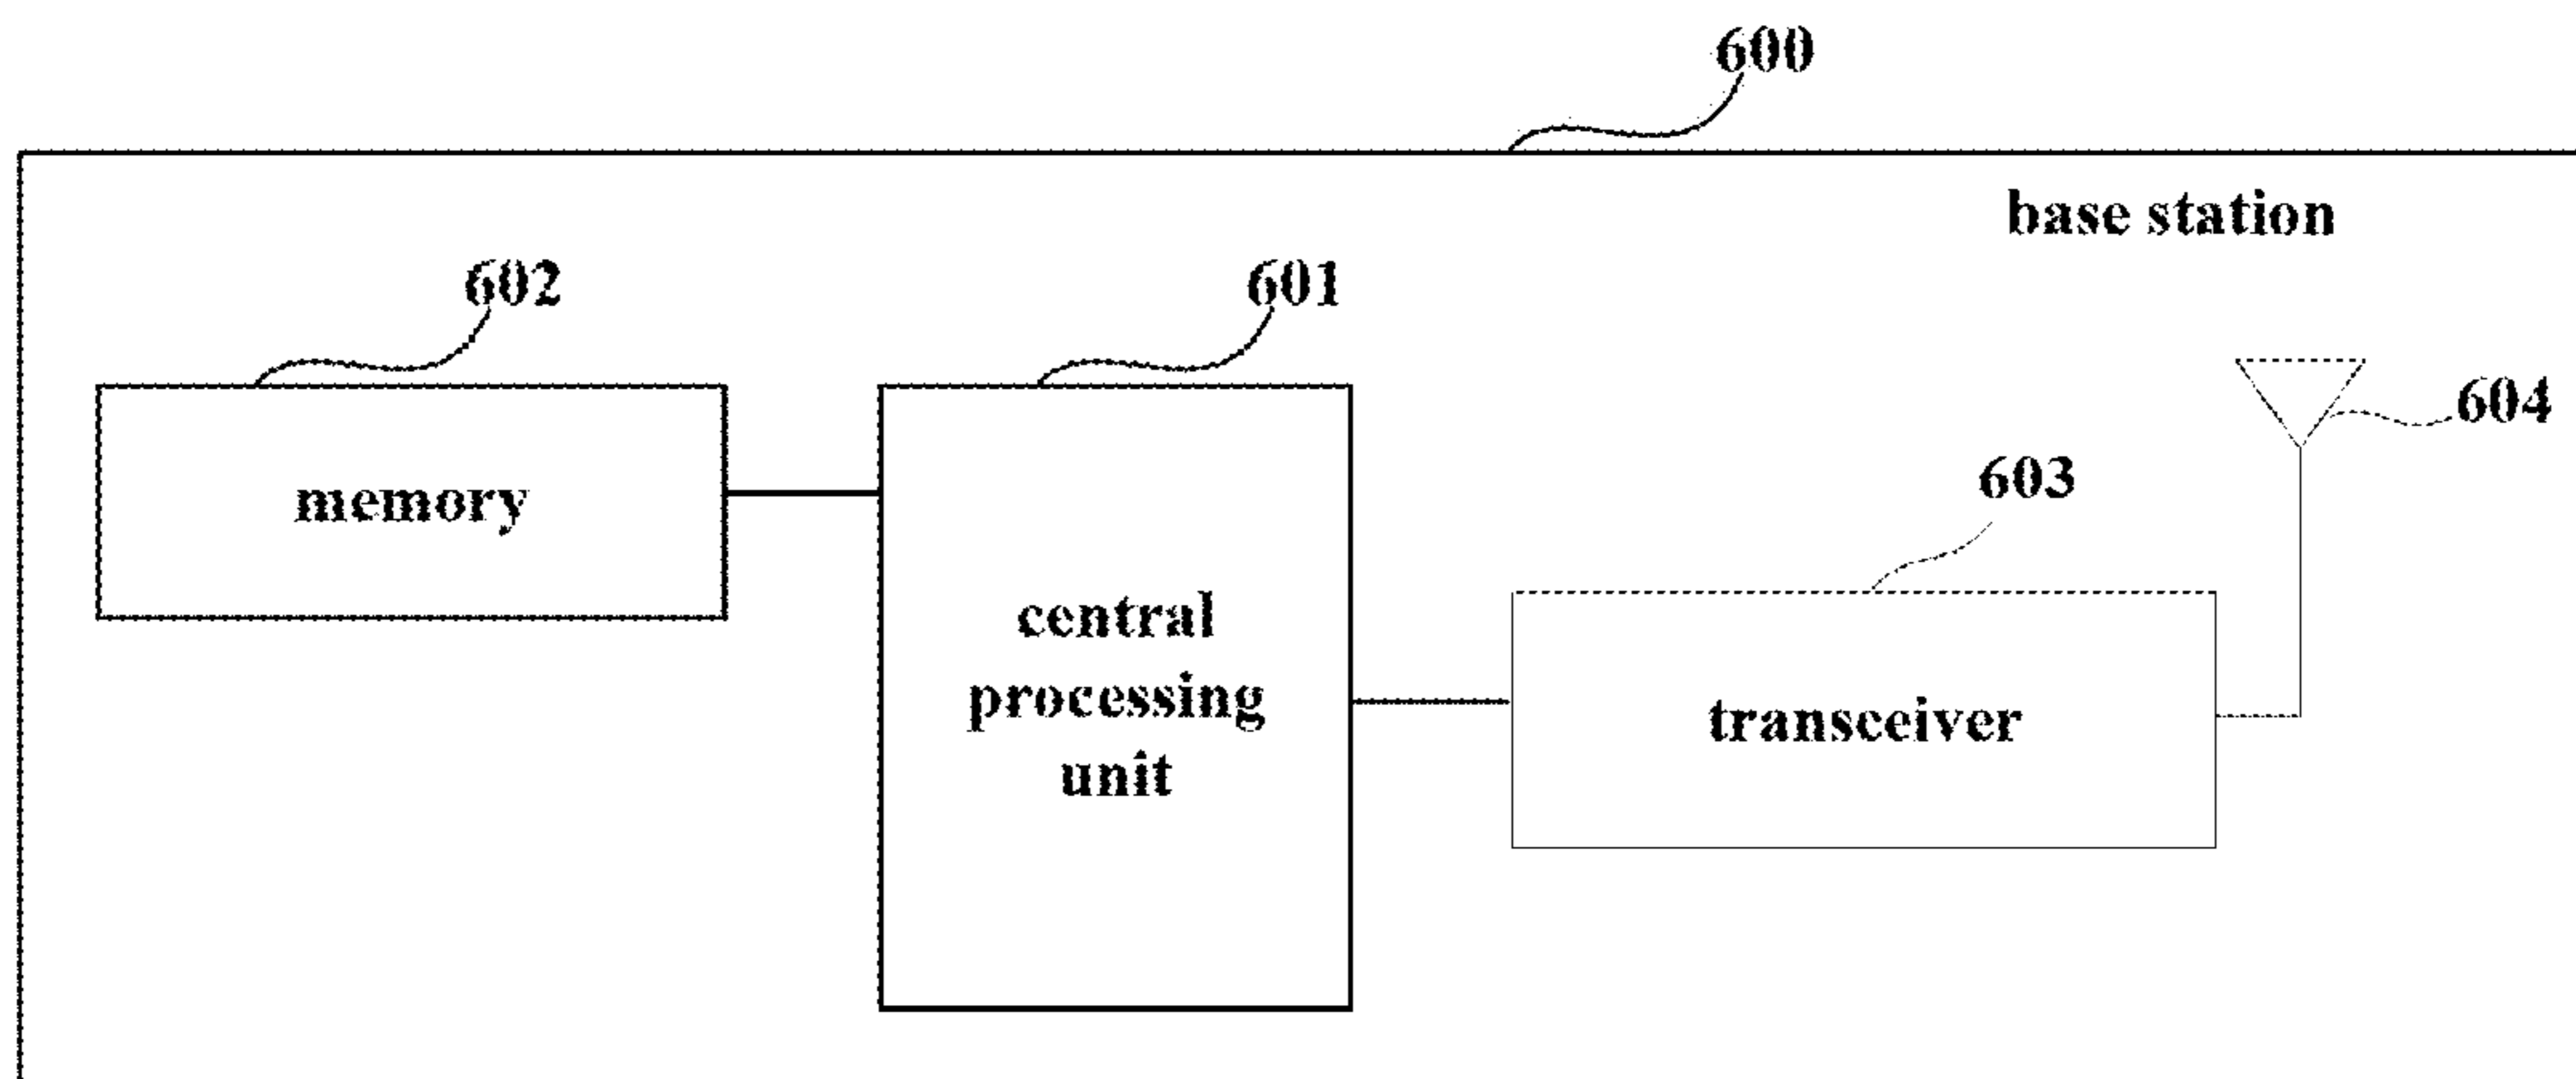 600
base station
602
601
604
603
memory
central
processing
unit
transceiver